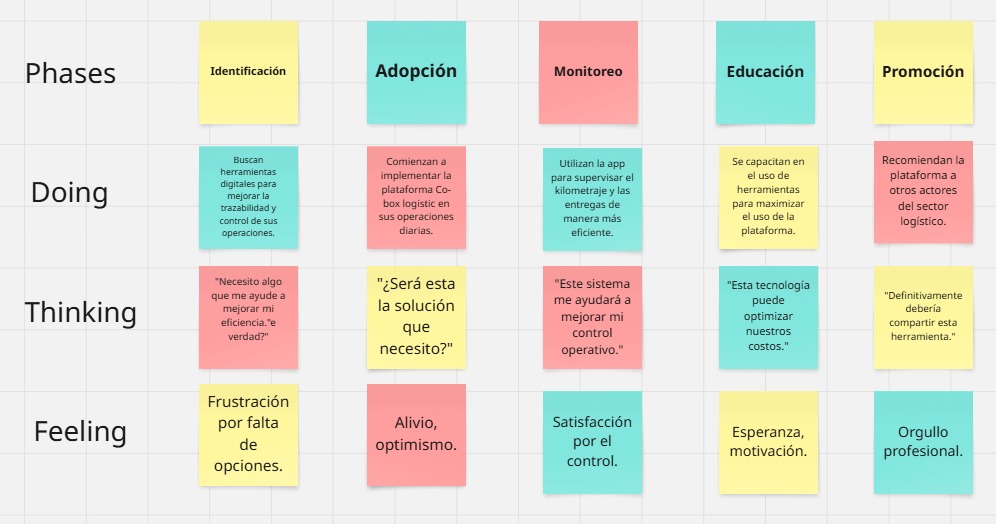 Phases
Identificación
Adopción
Monitoreo
Educación
Promoción
Doing
Buscan
herramientas
digitales para
mejorar la
trazabilidad y
control de sus
operaciones.
Comienzan a
implementar la
plataforma Co-
box logistic en
sus operaciones
diarias.
Utilizan la app
para supervisar el
kilometraje y las
entregas de
manera más
eficiente.
Se capacitan en
el uso de
herramientas
para maximizar
el uso de la
plataforma.
Recomiendan la
plataforma a
otros actores
del sector
logístico.
Thinking
"Necesito algo
que me ayude a
mejorar mi
eficiencia."e
verdad?"
"¿Será esta
la solución
que
necesito?"
"Este sistema
me ayudará a
mejorar mi
control
operativo."
"Esta tecnología
puede
optimizar
nuestros
costos."
"Definitivamente
debería
compartir esta
herramienta."
Feeling
Frustración
por falta
de
opciones.
Alivio,
optimismo.
Satisfacción
por el
control.
Esperanza,
motivación.
Orgullo
profesional.